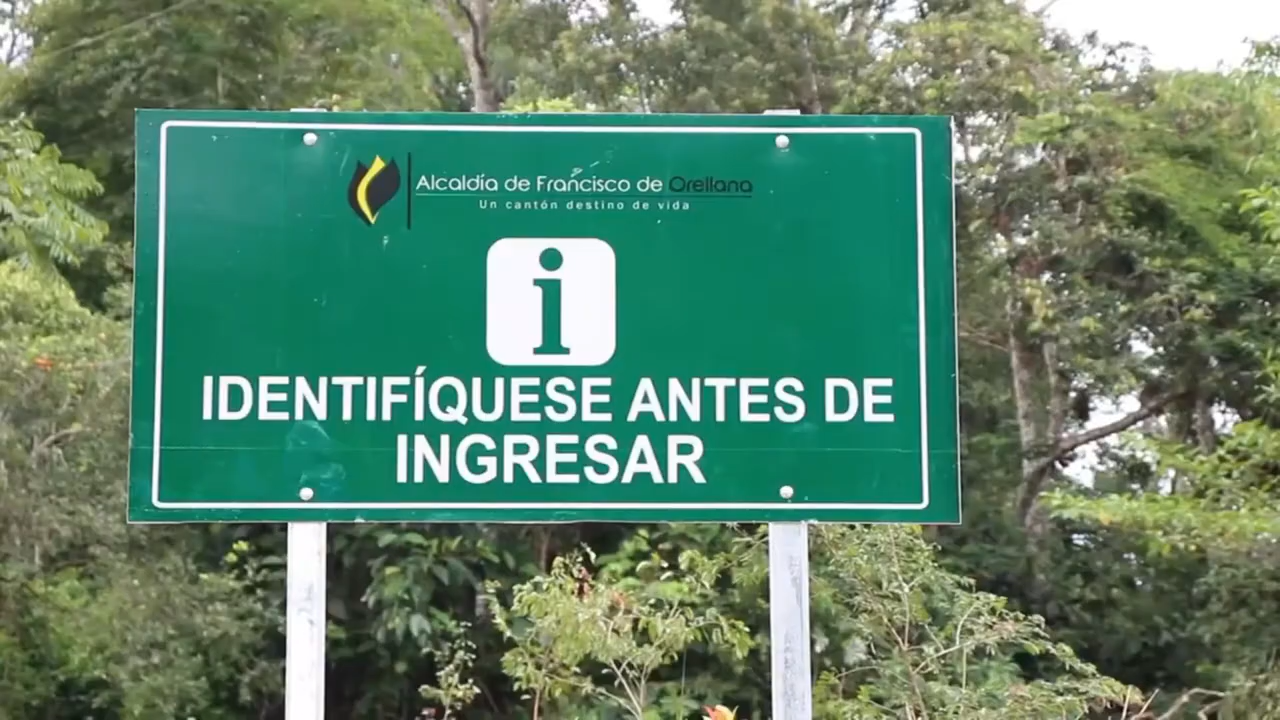 Alcaldía de Francisco de Orellana
Un cantón destino de vida
i
IDENTIFÍQUESE ANTES DE
INGRESAR